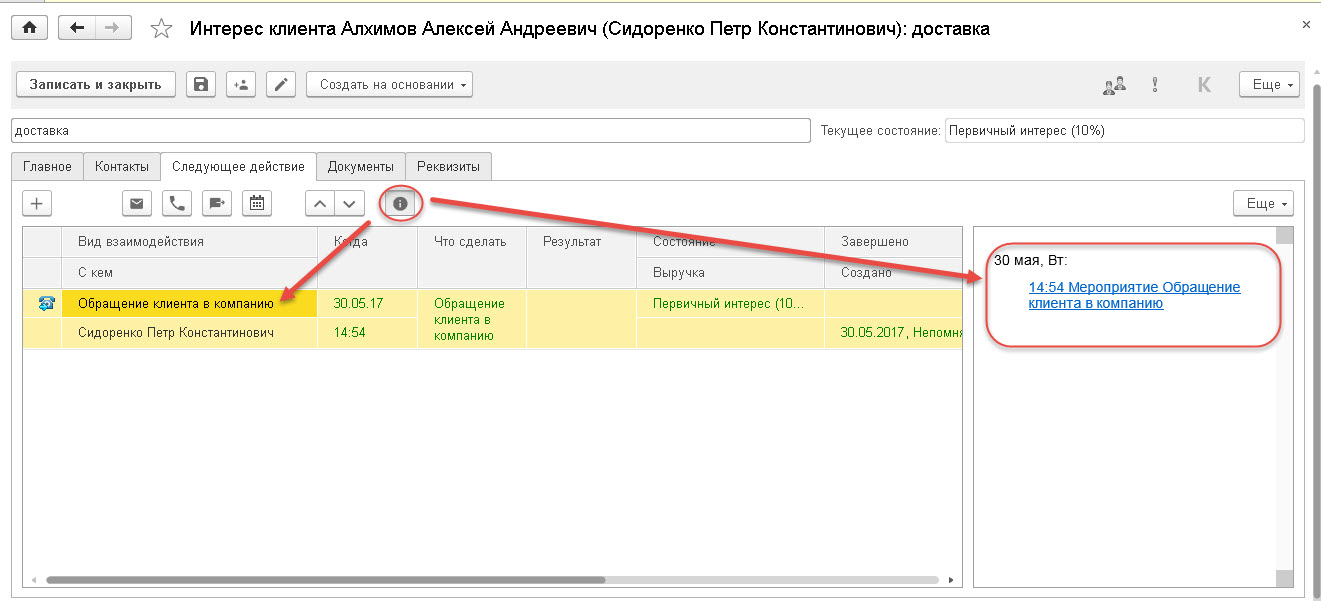 Интерес клиента Алхимов Алексей Андреевич (Сидоренко Петр Константинович): доставка
Записать и закрыть
Создать на основании
Еще
доставка
Текущее состояние: Первичный интерес (10%)
Главное
Контакты
Следующее действие
Документы
Реквизиты
Еще
Вид взаимодействия
Когда
Что сделать
Результат
Состояние
Завершено
С кем
Выручка
Создано
Обращение клиента в компанию
30.05.17
Обращение
клиента в
компанию
Первичный интерес (10...
Сидоренко Петр Константинович
14:54
30.05.2017, Непомня
30 мая, Вт:
14:54 Мероприятие Обращение
клиента в компанию